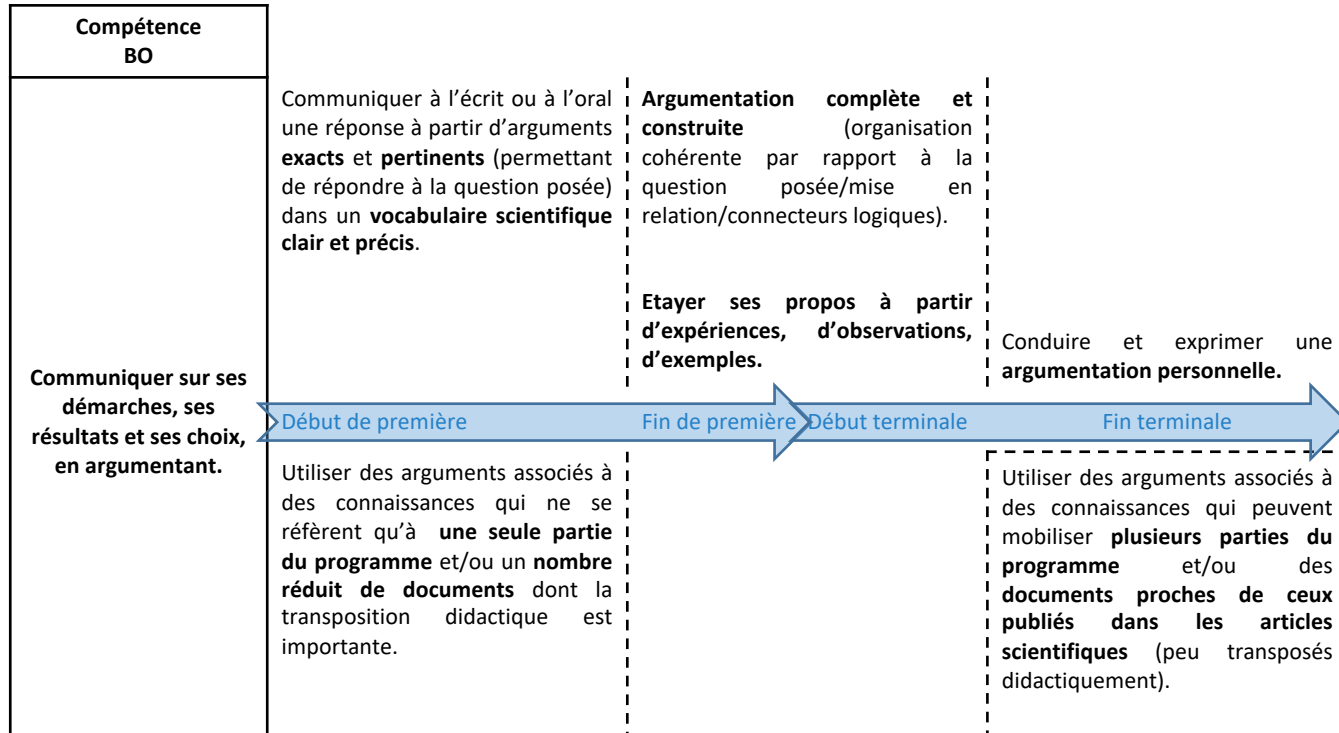 Compétence
BO
Communiquer sur ses
démarches, ses
résultats et ses choix,
en argumentant.
Communiquer à l’écrit ou à l’oral
une réponse à partir d’arguments
exacts et pertinents (permettant
de répondre à la question posée)
dans un vocabulaire scientifique
clair et précis.
Argumentation complète et
construite (organisation
cohérente par rapport à la
question posée/mise en
relation/connecteurs logiques).
Etayer ses propos à partir
d’expériences, d’observations,
d’exemples.
Conduire et exprimer une
argumentation personnelle.
Début de première
Fin de première
Début terminale
Fin terminale
Utiliser des arguments associés à
des connaissances qui ne se
réfèrent qu’à une seule partie
du programme et/ou un nombre
réduit de documents dont la
transposition didactique est
importante.
Utiliser des arguments associés à
des connaissances qui peuvent
mobiliser plusieurs parties du
programme et/ou des
documents proches de ceux
publiés dans les articles
scientifiques (peu transposés
didactiquement).